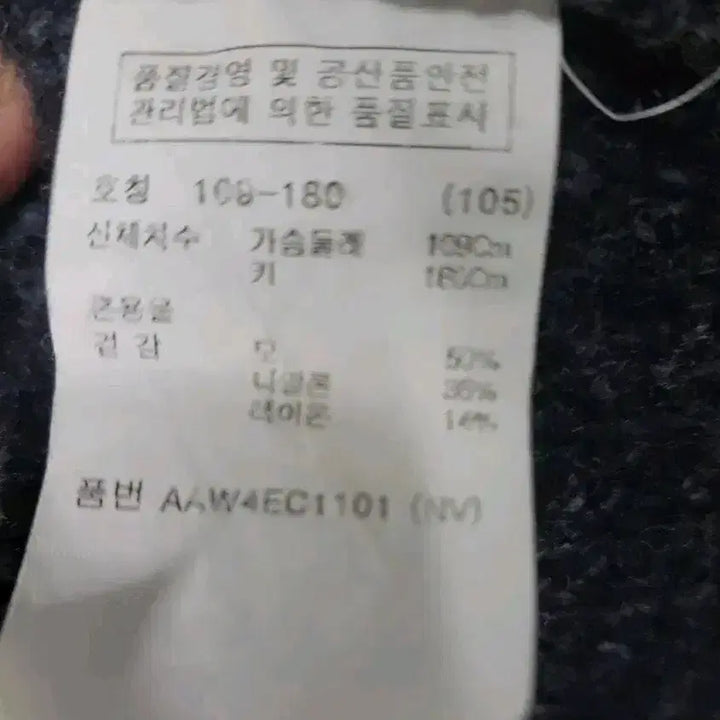 품질경영 및 공산품안전
관리법에 의한 품질표시
호칭 109-180 (105)
신체치수 가슴둘레 109Cm
키 180Cm
혼용율
겉감 모 50%
나일론 36%
레이온 14%
품번 AAW4EC1101 (NV)